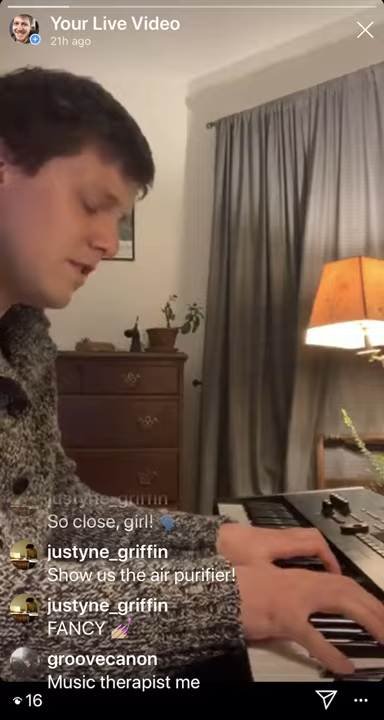 Your Live Video
21h ago
justyne_griffin
So close, girl! 🗣️
justyne_griffin
Show us the air purifier!
justyne_griffin
FANCY 💅🏼
groovecanon
Music therapist me
16